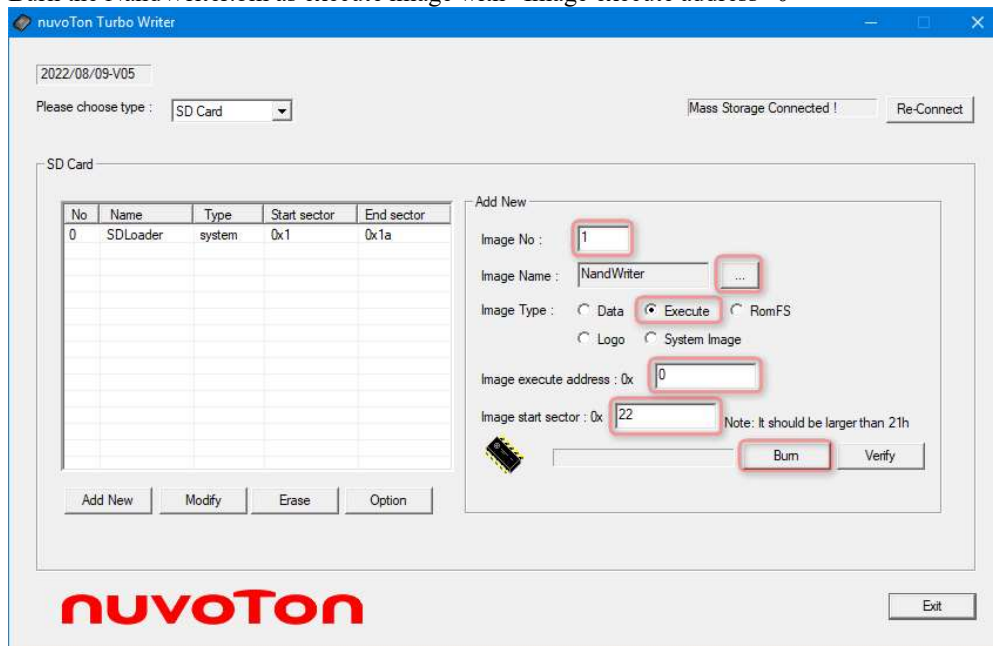 nuvoTon Turbo Writer
2022/08/09-V05
Please choose type : SD Card Mass Storage Connected ! Re-Connect
SD Card
No Name Type Start sector End sector
0 SDLoader system 0x1 0x1a
Add New
Image No : 1
Image Name : NandWriter ...
Image Type : Data Execute RomFS
Logo System Image
Image execute address : 0x 0
Image start sector : 0x 22 Note: It should be larger than 21h
Burn Verify
Add New Modify Erase Option
nuvoTon
Exit